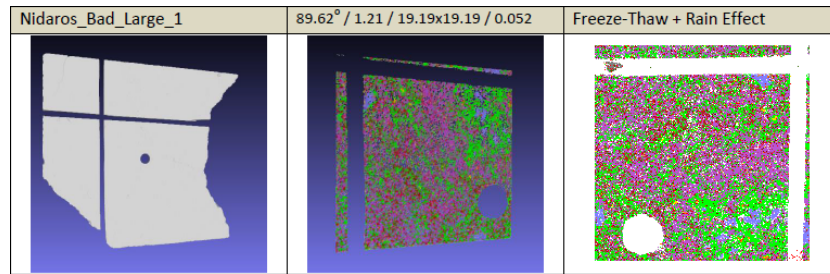 Nidaros_Bad_Large_1
89.62° / 1.21 / 19.19x19.19 / 0.052
Freeze-Thaw + Rain Effect